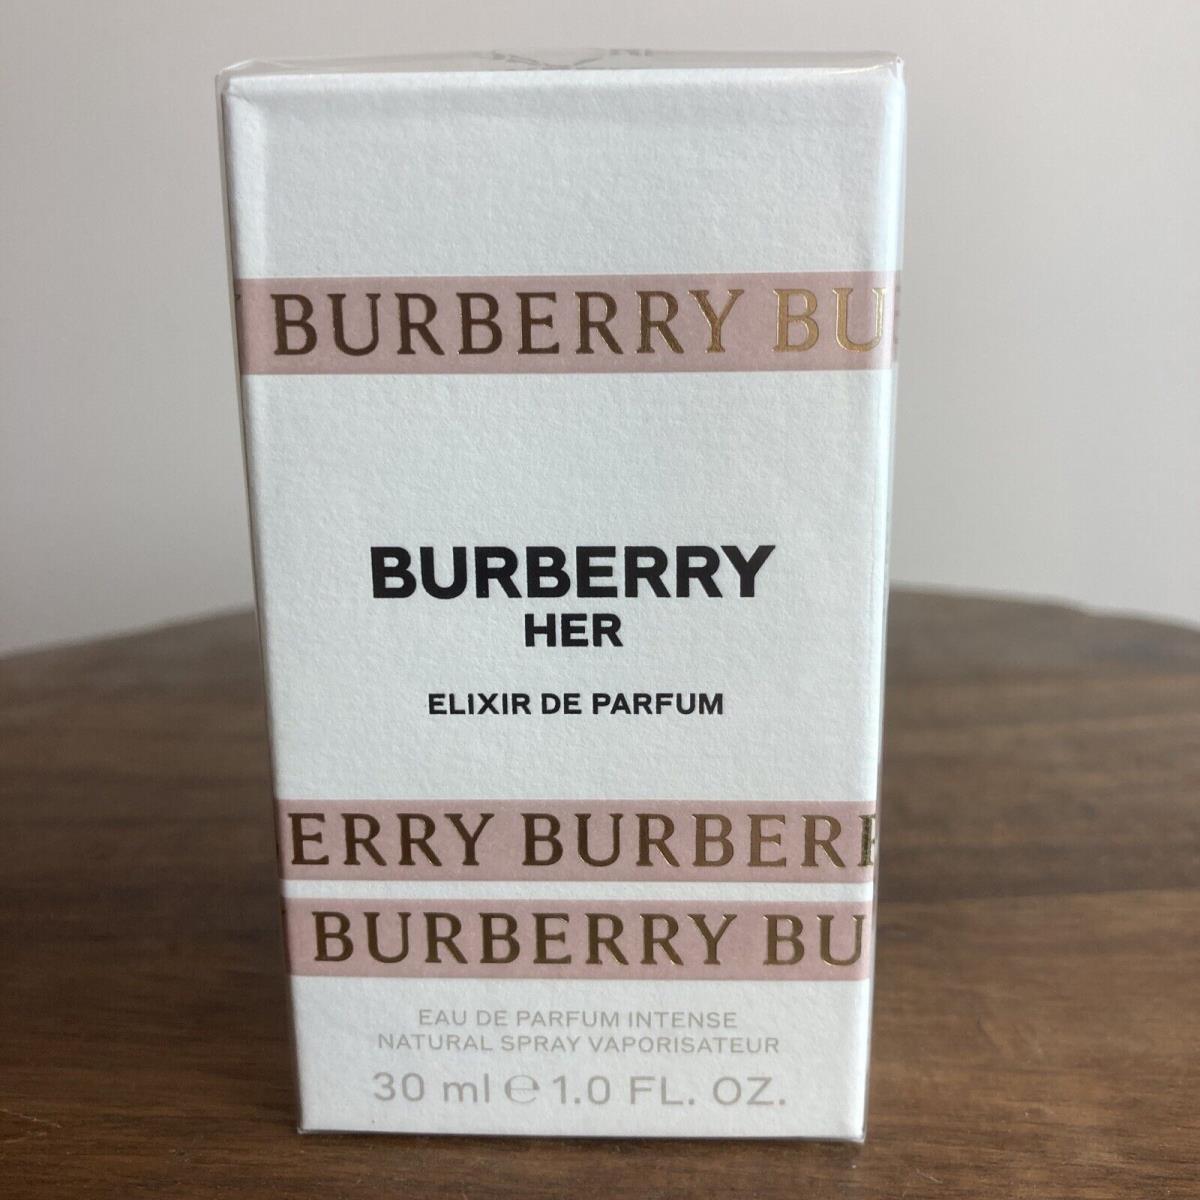 BURBERRY BU
BURBERRY
HER
ELIXIR DE PARFUM
ERRY BURBERR
BURBERRY BU
EAU DE PARFUM INTENSE
NATURAL SPRAY VAPORISATEUR
30 ml ℮ 1.0 FL. OZ.